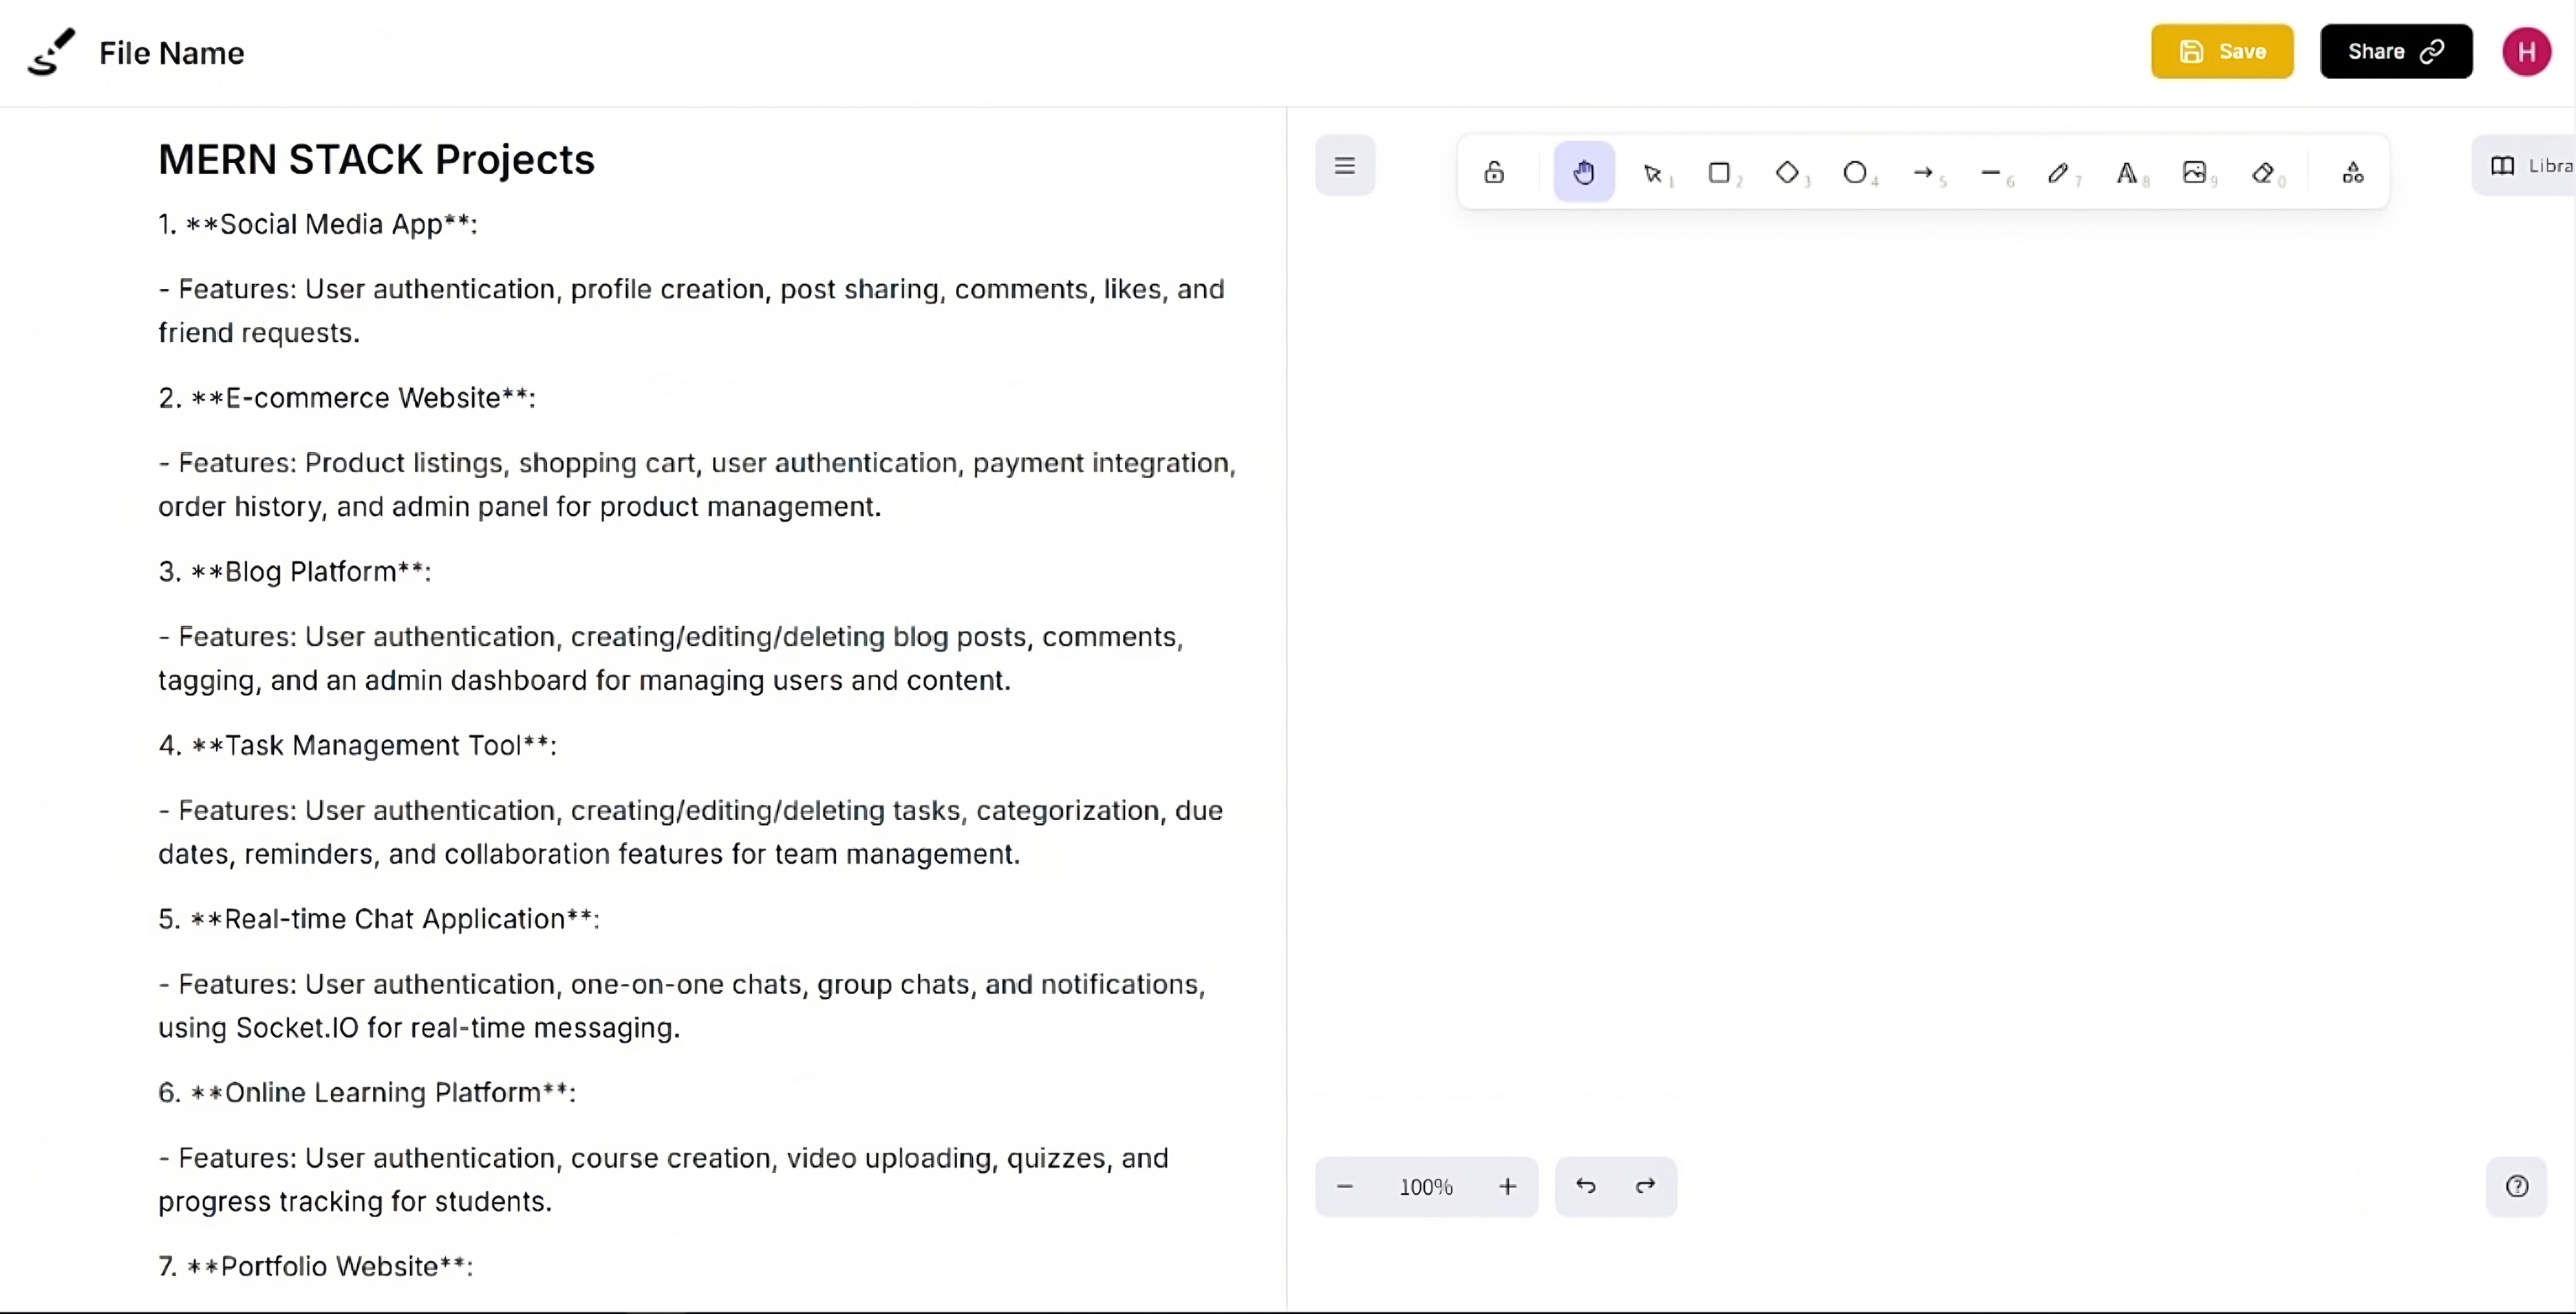 File Name
Save
Share
H
MERN STACK Projects
1. **Social Media App**:
- Features: User authentication, profile creation, post sharing, comments, likes, and
friend requests.
2. **E-commerce Website**:
- Features: Product listings, shopping cart, user authentication, payment integration,
order history, and admin panel for product management.
3. **Blog Platform**:
- Features: User authentication, creating/editing/deleting blog posts, comments,
tagging, and an admin dashboard for managing users and content.
4. **Task Management Tool**:
- Features: User authentication, creating/editing/deleting tasks, categorization, due
dates, reminders, and collaboration features for team management.
5. **Real-time Chat Application**:
- Features: User authentication, one-on-one chats, group chats, and notifications,
using Socket.IO for real-time messaging.
6. **Online Learning Platform**:
- Features: User authentication, course creation, video uploading, quizzes, and
progress tracking for students.
7. **Portfolio Website**:
1 2 3 4 5 6 7 A 8 9 0
Libra
100%